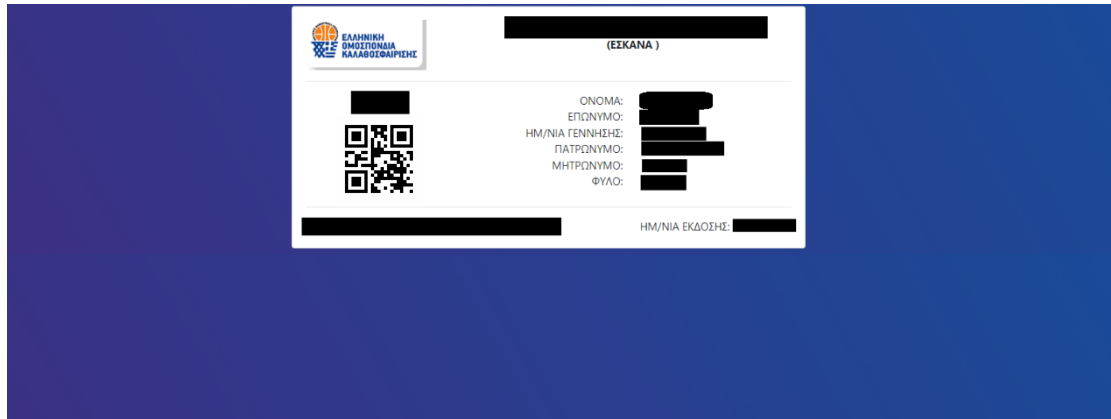 ΕΛΛΗΝΙΚΗ
ΟΜΟΣΠΟΝΔΙΑ
ΚΑΛΑΘΟΣΦΑΙΡΙΣΗΣ
(ΕΣΚΑΝΑ )
ΟΝΟΜΑ:
ΕΠΩΝΥΜΟ:
ΗΜ/ΝΙΑ ΓΕΝΝΗΣΗΣ:
ΠΑΤΡΩΝΥΜΟ:
ΜΗΤΡΩΝΥΜΟ:
ΦΥΛΟ:
ΗΜ/ΝΙΑ ΕΚΔΟΣΗΣ: